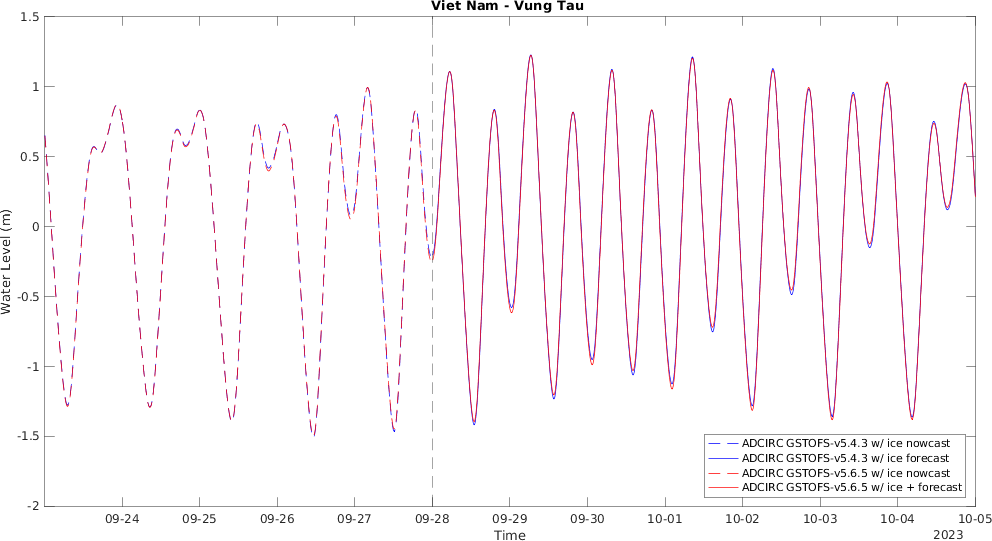 Viet Nam - Vung Tau
1.5
1
0.5
0
-0.5
-1
-1.5
-2
Water Level (m)
09-24 09-25 09-26 09-27 09-28 09-29 09-30 10-01 10-02 10-03 10-04 10-05
Time
2023
ADCIRC GSTOFS-v5.4.3 w/ ice nowcast
ADCIRC GSTOFS-v5.4.3 w/ ice forecast
ADCIRC GSTOFS-v5.6.5 w/ ice nowcast
ADCIRC GSTOFS-v5.6.5 w/ ice + forecast